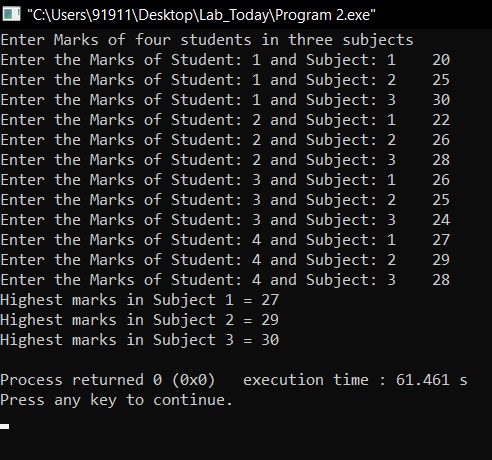 "C:\Users\91911\Desktop\Lab_Today\Program 2.exe"
Enter Marks of four students in three subjects
Enter the Marks of Student: 1 and Subject: 1    20
Enter the Marks of Student: 1 and Subject: 2    25
Enter the Marks of Student: 1 and Subject: 3    30
Enter the Marks of Student: 2 and Subject: 1    22
Enter the Marks of Student: 2 and Subject: 2    26
Enter the Marks of Student: 2 and Subject: 3    28
Enter the Marks of Student: 3 and Subject: 1    26
Enter the Marks of Student: 3 and Subject: 2    25
Enter the Marks of Student: 3 and Subject: 3    24
Enter the Marks of Student: 4 and Subject: 1    27
Enter the Marks of Student: 4 and Subject: 2    29
Enter the Marks of Student: 4 and Subject: 3    28
Highest marks in Subject 1 = 27
Highest marks in Subject 2 = 29
Highest marks in Subject 3 = 30
Process returned 0 (0x0)   execution time : 61.461 s
Press any key to continue.